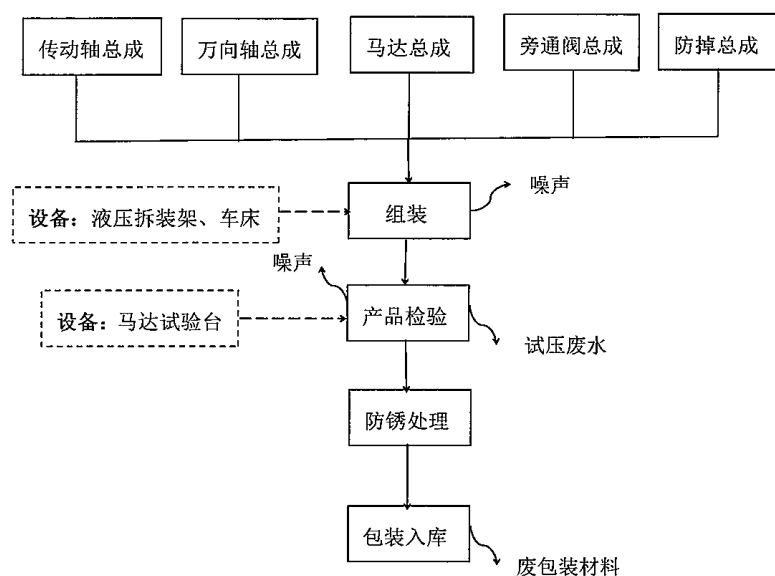 传动轴总成
万向轴总成
马达总成
旁通阀总成
防掉总成
噪声
设备：液压拆装架、车床
组装
噪声
设备：马达试验台
产品检验
试压废水
防锈处理
包装入库
废包装材料